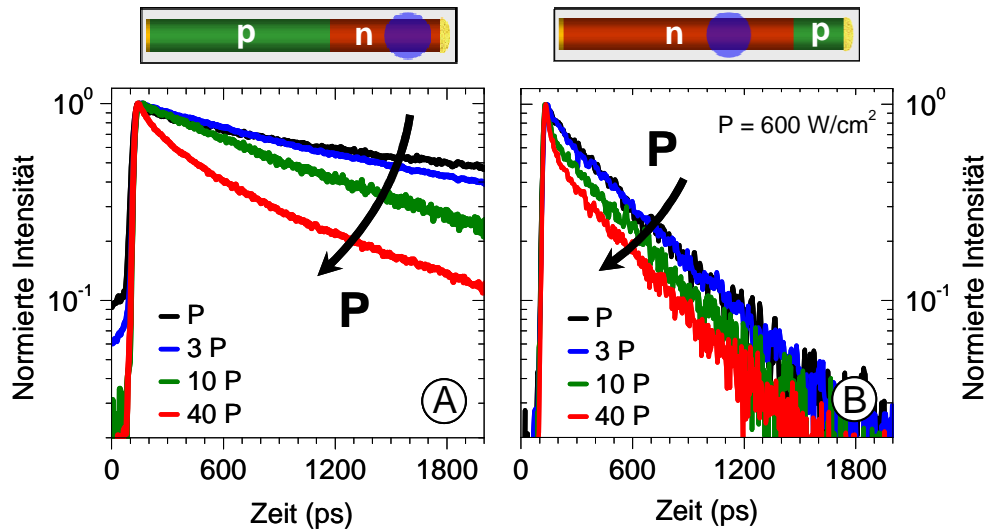 p n
n p
10⁰
10⁻¹
Normierte Intensität
P
P
3 P
10 P
40 P
A
0 600 1200 1800
Zeit (ps)
10⁰
10⁻¹
Normierte Intensität
P = 600 W/cm²
P
P
3 P
10 P
40 P
B
0 600 1200 1800
Zeit (ps)